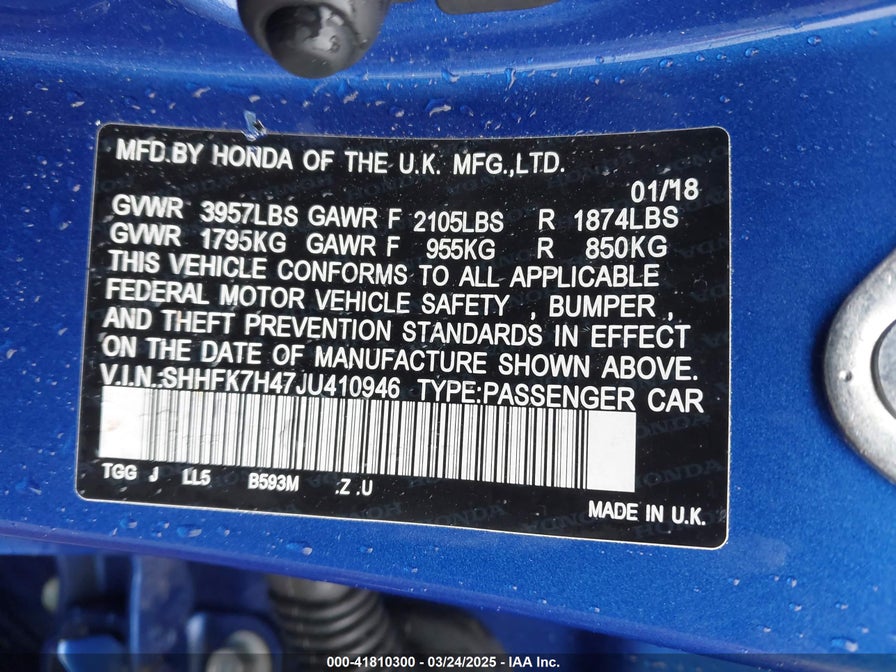 MFD.BY HONDA OF THE U.K. MFG.,LTD.
01/'18
GVWR 3957LBS GAWR F 2105LBS R 1874LBS
GVWR 1795KG GAWR F 955KG R 850KG
THIS VEHICLE CONFORMS TO ALL APPLICABLE
FEDERAL MOTOR VEHICLE SAFETY , BUMPER ,
AND THEFT PREVENTION STANDARDS IN EFFECT
ON THE DATE OF MANUFACTURE SHOWN ABOVE.
V.I.N.:SHHFK7H47JU410946 TYPE:PASSENGER CAR
TGG J LL5 B593M .Z .U
MADE IN U.K.
000-41810300 - 03/24/2025 - IAA Inc.